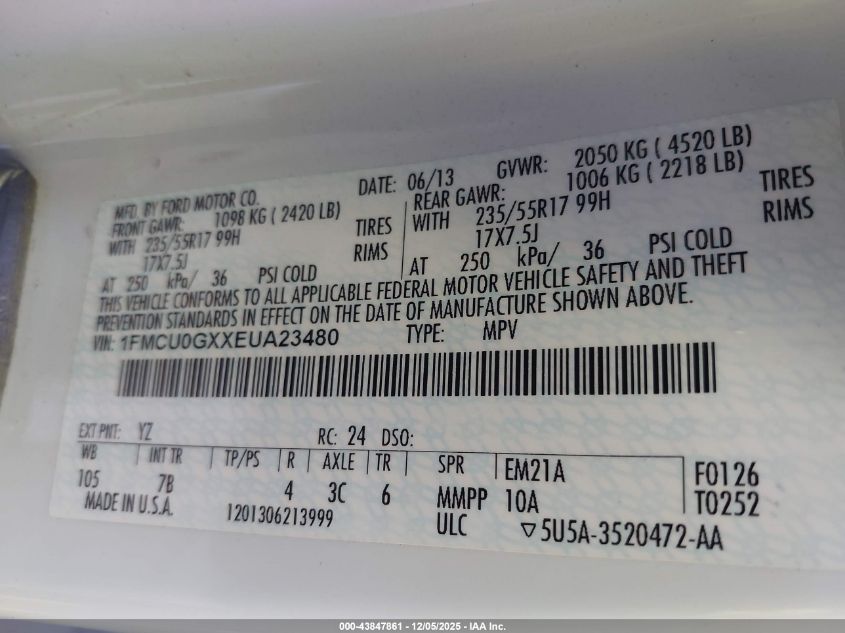 MFD. BY FORD MOTOR CO.
DATE: 06/13 GVWR: 2050 KG ( 4520 LB)
FRONT GAWR: 1098 KG ( 2420 LB)
WITH 235/55R17 99H TIRES
17X7.5J RIMS
AT 250 kPa/ 36 PSI COLD
REAR GAWR: 1006 KG ( 2218 LB)
WITH 235/55R17 99H TIRES
17X7.5J RIMS
AT 250 kPa/ 36 PSI COLD
THIS VEHICLE CONFORMS TO ALL APPLICABLE FEDERAL MOTOR VEHICLE SAFETY AND THEFT
PREVENTION STANDARDS IN EFFECT ON THE DATE OF MANUFACTURE SHOWN ABOVE.
VIN: 1FMCU0GXXEUA23480 TYPE: MPV
EXT PNT: YZ RC: 24 DSO:
WB INT TR TP/PS R AXLE TR SPR EM21A F0126
105 7B 4 3C 6 MMPP 10A T0252
MADE IN U.S.A. 1201306213999 ULC ▽5U5A-3520472-AA
000-43847861 - 12/05/2025 - IAA Inc.